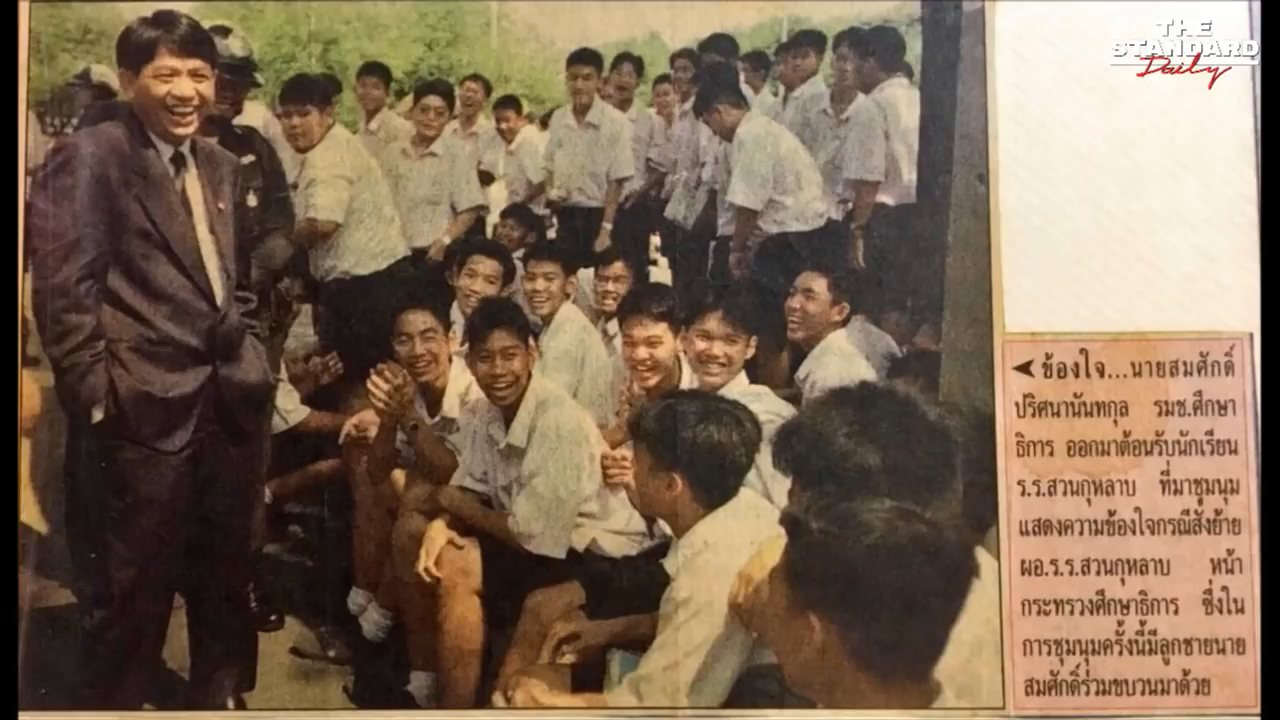 THE
STANDARD
Daily
ข้องใจ...นายสมศักดิ์
ปริศนานันทกุล รมช.ศึกษา
ธิการ ออกมาต้อนรับนักเรียน
ร.ร.สวนกุหลาบ ที่มาชุมนุม
แสดงความข้องใจกรณีสั่งย้าย
ผอ.ร.ร.สวนกุหลาบ หน้า
กระทรวงศึกษาธิการ ซึ่งใน
การชุมนุมครั้งนี้มีลูกชายนาย
สมศักดิ์ร่วมขบวนมาด้วย